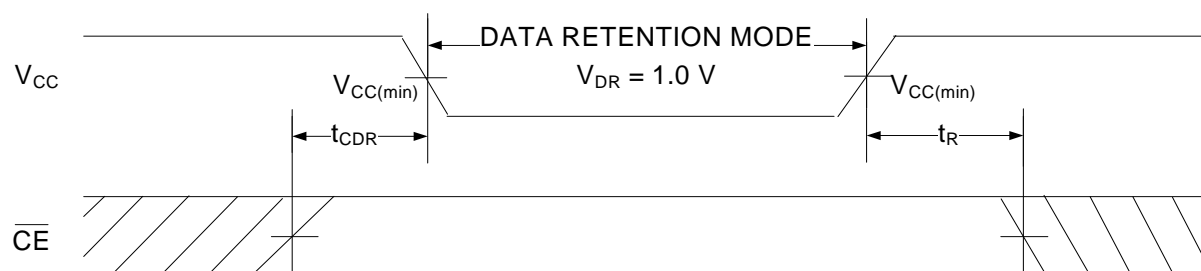 DATA RETENTION MODE
VCC
VDR = 1.0 V
VCC(min)
VCC(min)
tCDR
tR
CE